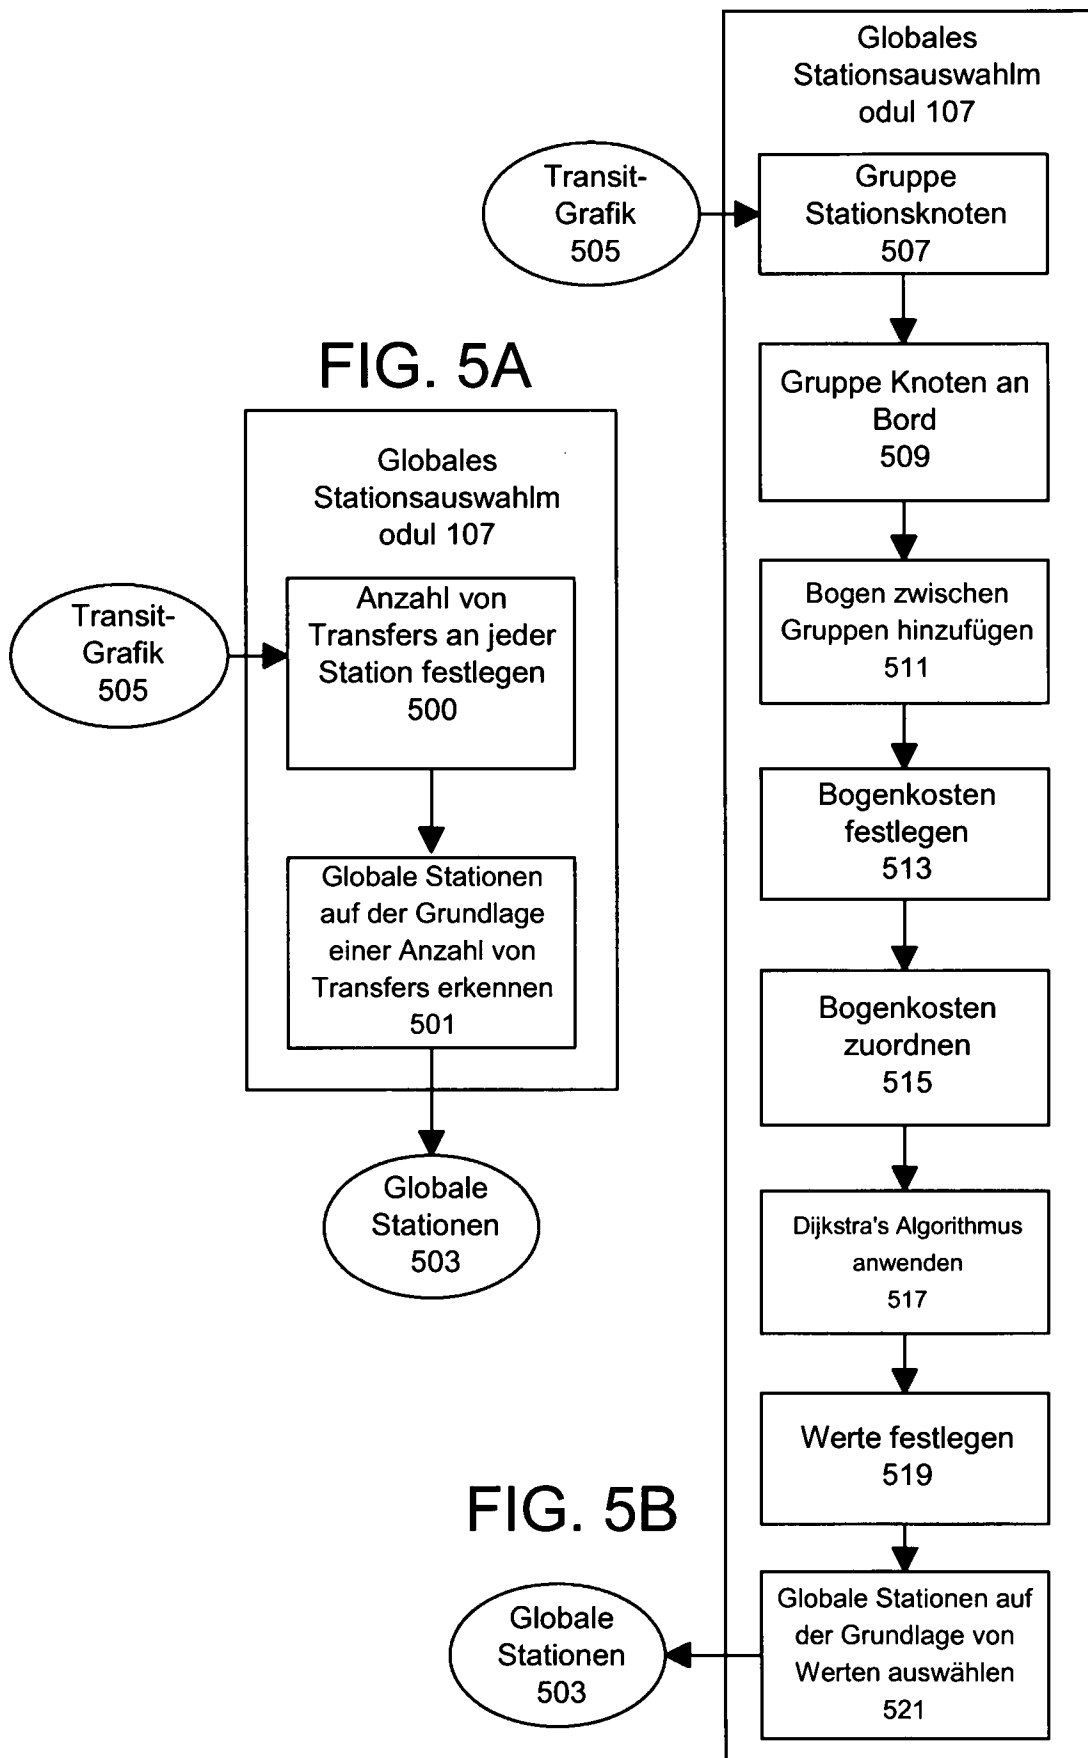 FIG. 5A
Globales
Stationsauswahlm
odul 107
Transit-
Grafik
505
Anzahl von
Transfers an jeder
Station festlegen
500
Globale Stationen
auf der Grundlage
einer Anzahl von
Transfers erkennen
501
Globale
Stationen
503
Globales
Stationsauswahlm
odul 107
Transit-
Grafik
505
Gruppe
Stationsknoten
507
Gruppe Knoten an
Bord
509
Bogen zwischen
Gruppen hinzufügen
511
Bogenkosten
festlegen
513
Bogenkosten
zuordnen
515
Dijkstra's Algorithmus
anwenden
517
Werte festlegen
519
FIG. 5B
Globale Stationen auf
der Grundlage von
Werten auswählen
521
Globale
Stationen
503